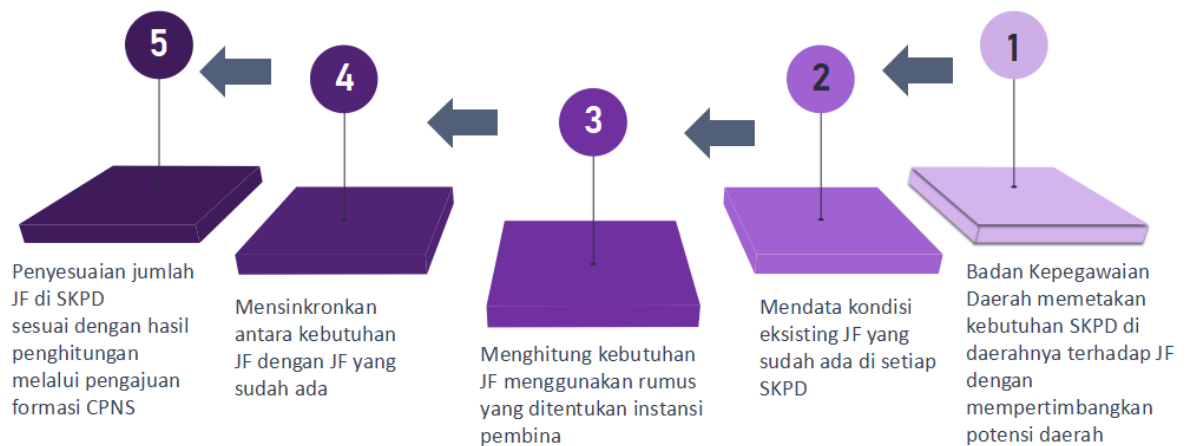 5
Penyesuaian jumlah
JF di SKPD
sesuai dengan hasil
penghitungan
melalui pengajuan
formasi CPNS
4
Mensinkronkan
antara kebutuhan
JF dengan JF yang
sudah ada
3
Menghitung kebutuhan
JF menggunakan rumus
yang ditentukan instansi
pembina
2
Mendata kondisi
eksisting JF yang
sudah ada di setiap
SKPD
1
Badan Kepegawaian
Daerah memetakan
kebutuhan SKPD di
daerahnya terhadap JF
dengan
mempertimbangkan
potensi daerah